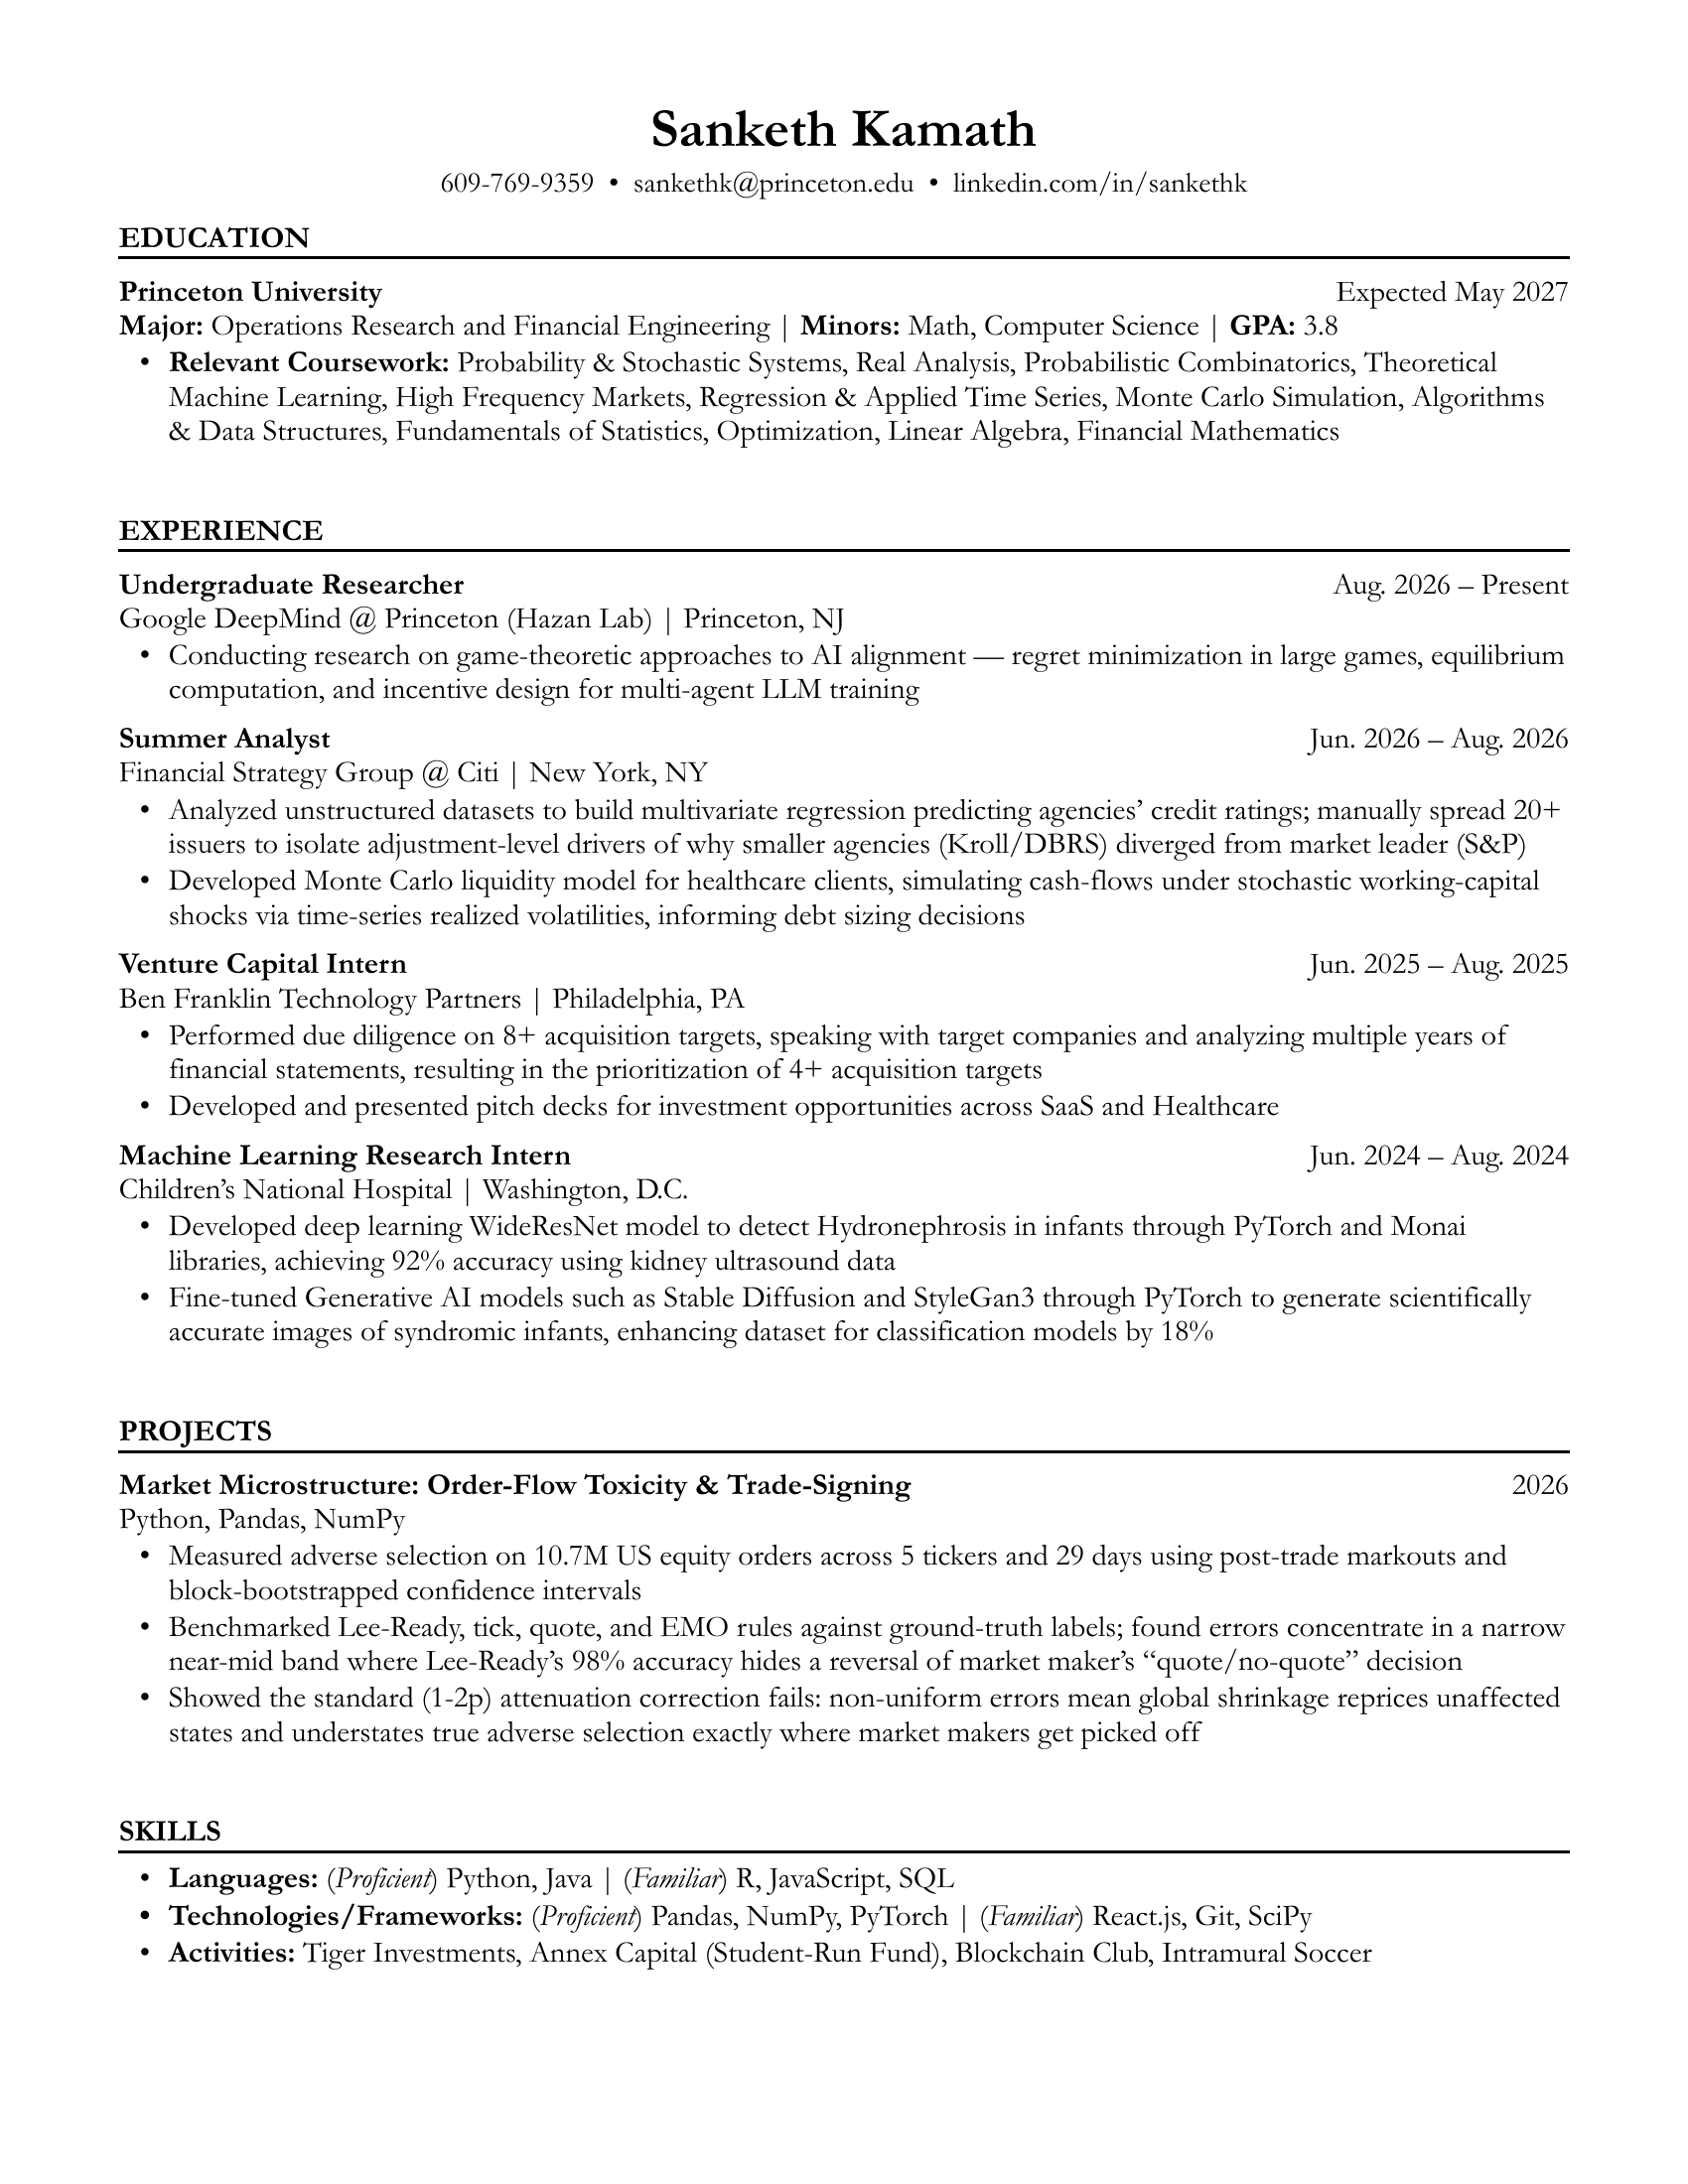 Sanketh Kamath
609-769-9359 • sankethk@princeton.edu • linkedin.com/in/sankethk
EDUCATION
Princeton University Expected May 2027
Major: Operations Research and Financial Engineering | Minors: Math, Computer Science | GPA: 3.8
• Relevant Coursework: Probability & Stochastic Systems, Real Analysis, Probabilistic Combinatorics, Theoretical
Machine Learning, High Frequency Markets, Regression & Applied Time Series, Monte Carlo Simulation, Algorithms
& Data Structures, Fundamentals of Statistics, Optimization, Linear Algebra, Financial Mathematics
EXPERIENCE
Undergraduate Researcher Aug. 2026 – Present
Google DeepMind @ Princeton (Hazan Lab) | Princeton, NJ
• Conducting research on game-theoretic approaches to AI alignment — regret minimization in large games, equilibrium
computation, and incentive design for multi-agent LLM training
Summer Analyst Jun. 2026 – Aug. 2026
Financial Strategy Group @ Citi | New York, NY
• Analyzed unstructured datasets to build multivariate regression predicting agencies’ credit ratings; manually spread 20+
issuers to isolate adjustment-level drivers of why smaller agencies (Kroll/DBRS) diverged from market leader (S&P)
• Developed Monte Carlo liquidity model for healthcare clients, simulating cash-flows under stochastic working-capital
shocks via time-series realized volatilities, informing debt sizing decisions
Venture Capital Intern Jun. 2025 – Aug. 2025
Ben Franklin Technology Partners | Philadelphia, PA
• Performed due diligence on 8+ acquisition targets, speaking with target companies and analyzing multiple years of
financial statements, resulting in the prioritization of 4+ acquisition targets
• Developed and presented pitch decks for investment opportunities across SaaS and Healthcare
Machine Learning Research Intern Jun. 2024 – Aug. 2024
Children’s National Hospital | Washington, D.C.
• Developed deep learning WideResNet model to detect Hydronephrosis in infants through PyTorch and Monai
libraries, achieving 92% accuracy using kidney ultrasound data
• Fine-tuned Generative AI models such as Stable Diffusion and StyleGan3 through PyTorch to generate scientifically
accurate images of syndromic infants, enhancing dataset for classification models by 18%
PROJECTS
Market Microstructure: Order-Flow Toxicity & Trade-Signing 2026
Python, Pandas, NumPy
• Measured adverse selection on 10.7M US equity orders across 5 tickers and 29 days using post-trade markouts and
block-bootstrapped confidence intervals
• Benchmarked Lee-Ready, tick, quote, and EMO rules against ground-truth labels; found errors concentrate in a narrow
near-mid band where Lee-Ready’s 98% accuracy hides a reversal of market maker’s “quote/no-quote” decision
• Showed the standard (1-2p) attenuation correction fails: non-uniform errors mean global shrinkage reprices unaffected
states and understates true adverse selection exactly where market makers get picked off
SKILLS
• Languages: (Proficient) Python, Java | (Familiar) R, JavaScript, SQL
• Technologies/Frameworks: (Proficient) Pandas, NumPy, PyTorch | (Familiar) React.js, Git, SciPy
• Activities: Tiger Investments, Annex Capital (Student-Run Fund), Blockchain Club, Intramural Soccer